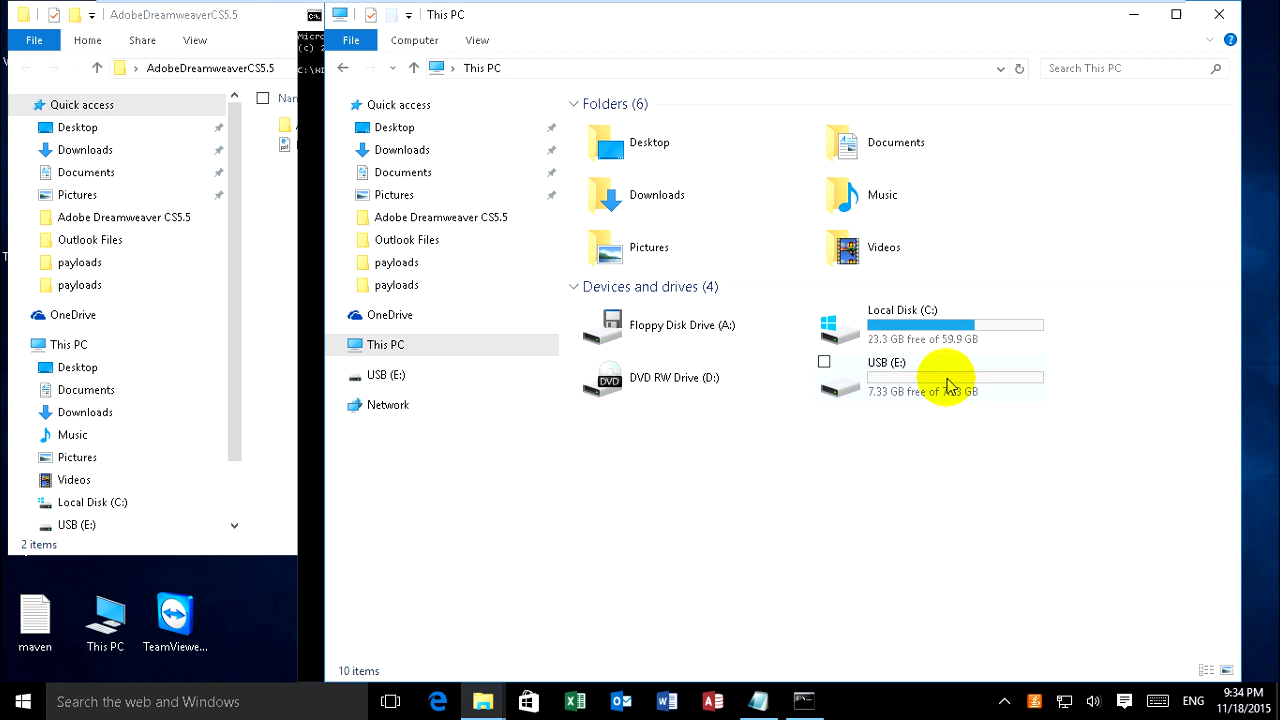 AdobeDreamweaverCS5.5
File
Home
Share
View
AdobeDreamweaverCS5.5
Quick access
Desktop
Downloads
Documents
Pictures
Adobe Dreamweaver CS5.5
Outlook Files
payloads
payloads
OneDrive
This PC
Desktop
Documents
Downloads
Music
Pictures
Videos
Local Disk (C:)
USB (E:)
2 items
This PC
File
Computer
View
This PC
Search This PC
Quick access
Desktop
Downloads
Documents
Pictures
Adobe Dreamweaver CS5.5
Outlook Files
payloads
payloads
OneDrive
This PC
USB (E:)
Network
Folders (6)
Desktop
Documents
Downloads
Music
Pictures
Videos
Devices and drives (4)
Floppy Disk Drive (A:)
Local Disk (C:)
23.3 GB free of 59.9 GB
DVD
DVD RW Drive (D:)
USB (E:)
7.33 GB free of GB
10 items
maven
This PC
TeamViewe...
Search the web and Windows
ENG
9:34 PM
11/18/2015